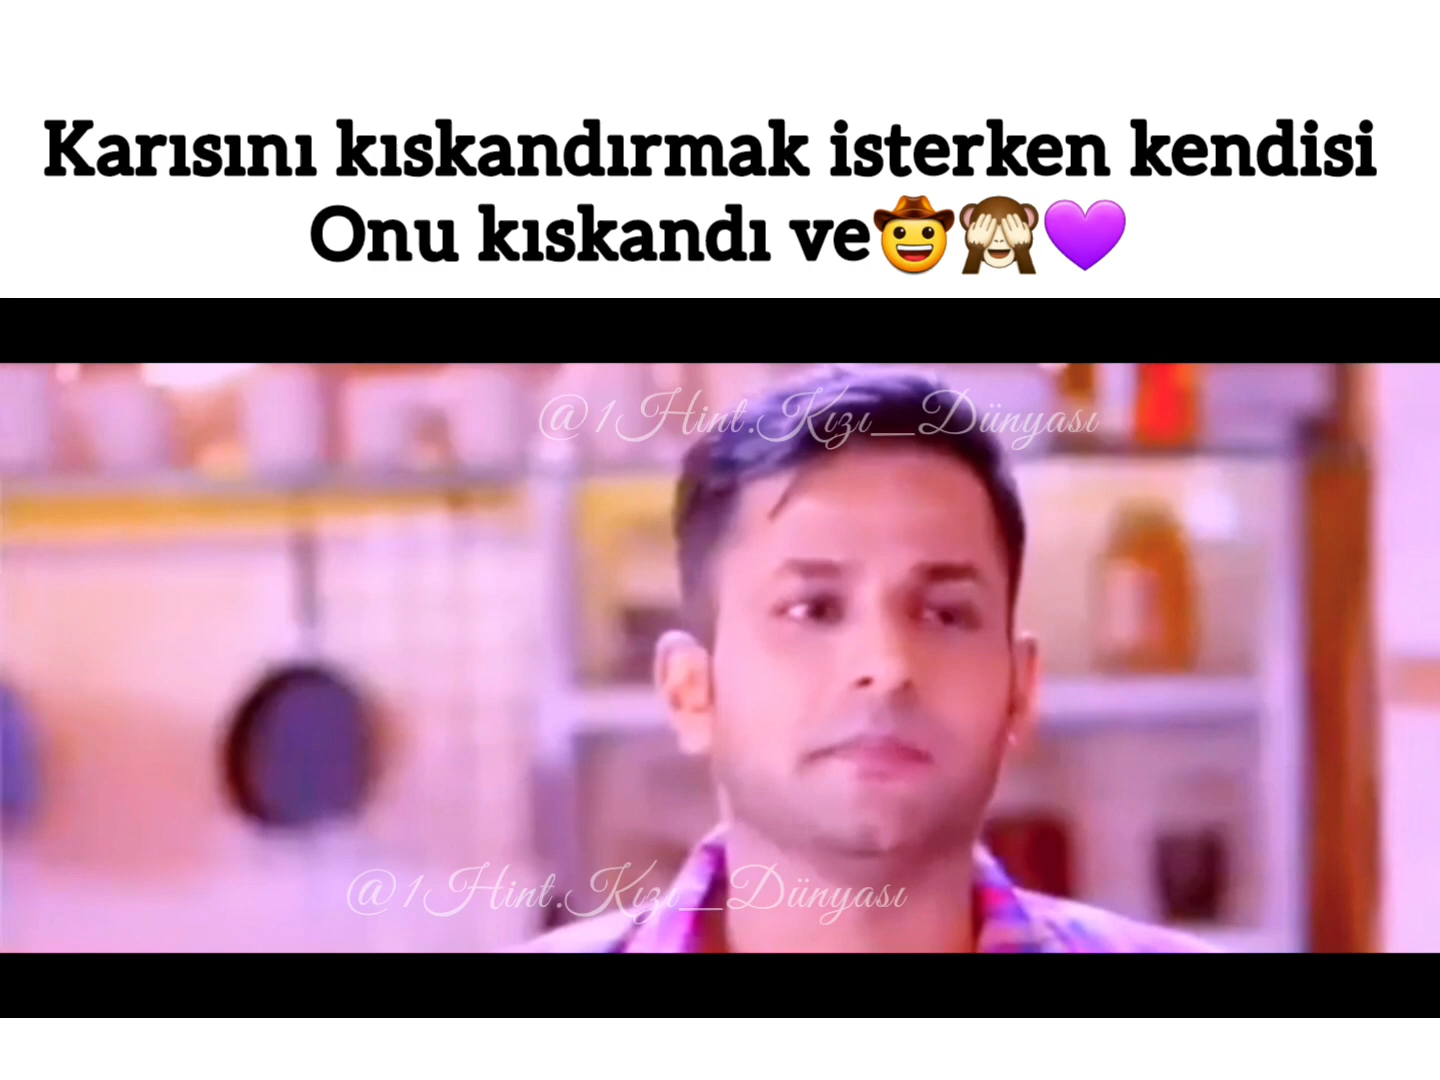 Karısını kıskandırmak isterken kendisi
Onu kıskandı ve🤠🙈💜
@1Hint.Kızı_Dünyası
@1Hint.Kızı_Dünyası